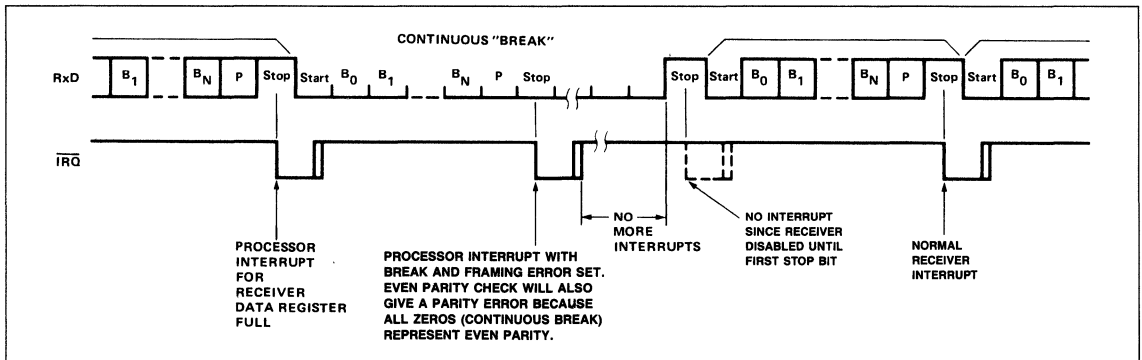 CONTINUOUS "BREAK"
RxD B1 BN P Stop Start B0 B1 BN P Stop Stop Start B0 B1 BN P Stop Start B0 B1
IRQ
PROCESSOR
INTERRUPT
FOR
RECEIVER
DATA REGISTER
FULL
PROCESSOR INTERRUPT WITH
BREAK AND FRAMING ERROR SET.
EVEN PARITY CHECK WILL ALSO
GIVE A PARITY ERROR BECAUSE
ALL ZEROS (CONTINUOUS BREAK)
REPRESENT EVEN PARITY.
NO
MORE
INTERRUPTS
NO INTERRUPT
SINCE RECEIVER
DISABLED UNTIL
FIRST STOP BIT
NORMAL
RECEIVER
INTERRUPT